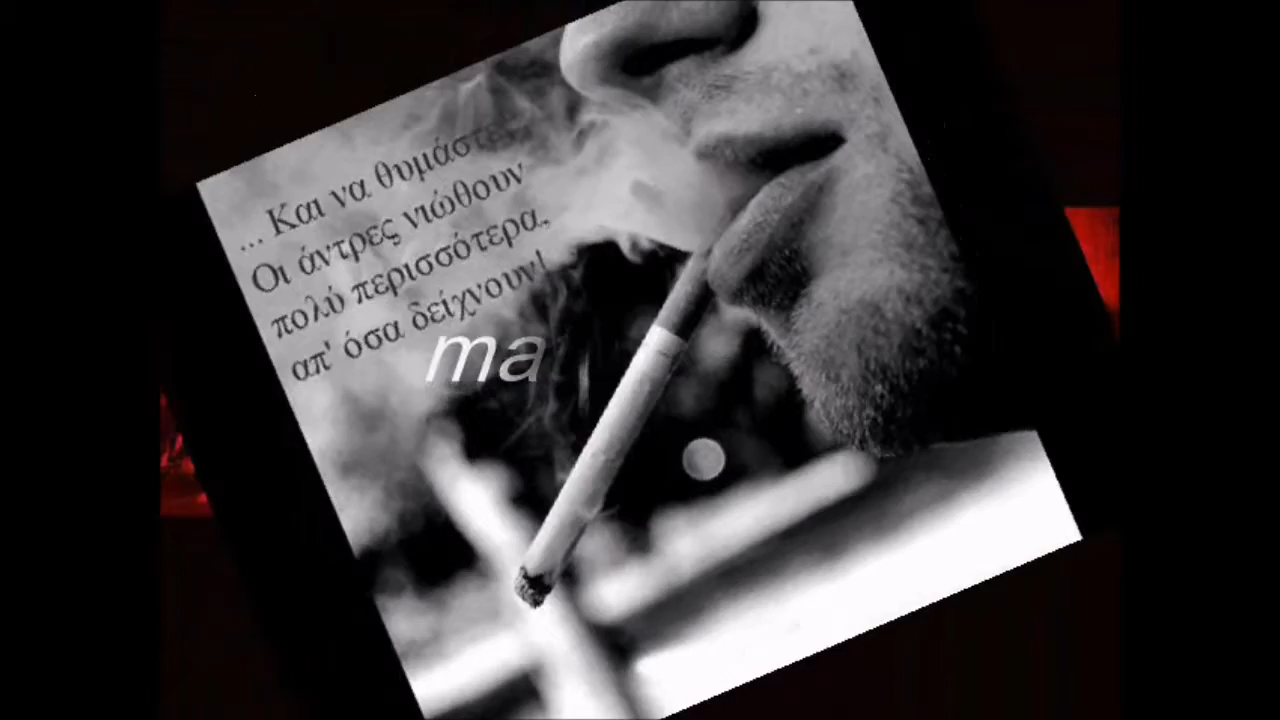 ... Και να θυμάστε
Οι άντρες νιώθουν
πολύ περισσότερα,
απ' όσα δείχνουν!
ma